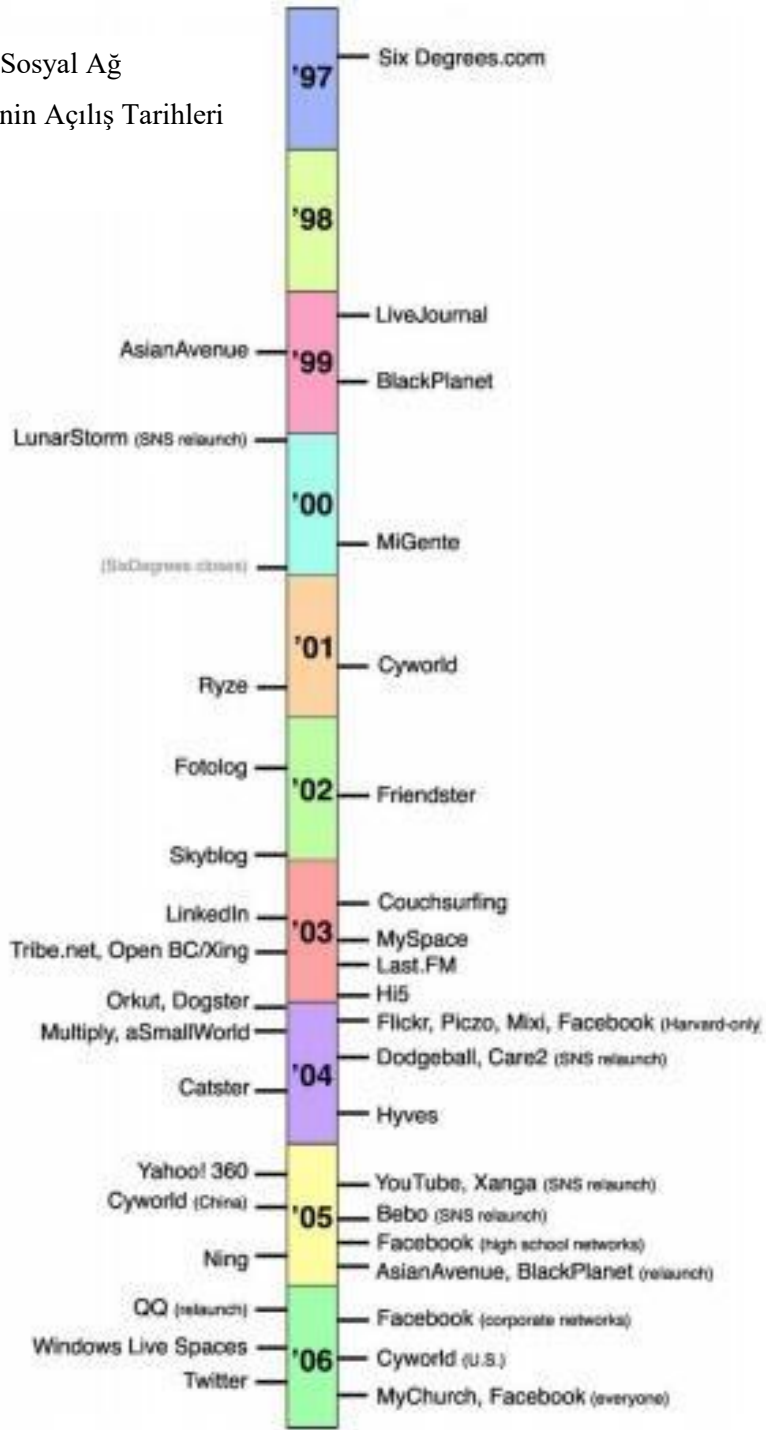 Sosyal Ağ
nin Açılış Tarihleri
'97
Six Degrees.com
'98
LiveJournal
AsianAvenue
'99
BlackPlanet
LunarStorm (SNS relaunch)
'00
MiGente
(SixDegrees closes)
'01
Cyworld
Ryze
Fotolog
'02
Friendster
Skyblog
Couchsurfing
LinkedIn
'03
MySpace
Tribe.net, Open BC/Xing
Last.FM
Hi5
Orkut, Dogster
Flickr, Piczo, Mixi, Facebook (Harvard-only
Multiply, aSmallWorld
Dodgeball, Care2 (SNS relaunch)
'04
Catster
Hyves
Yahoo! 360
YouTube, Xanga (SNS relaunch)
Cyworld (China)
'05
Bebo (SNS relaunch)
Facebook (high school networks)
Ning
AsianAvenue, BlackPlanet (relaunch)
QQ (relaunch)
Facebook (corporate networks)
Windows Live Spaces
'06
Cyworld (U.S.)
Twitter
MyChurch, Facebook (everyone)